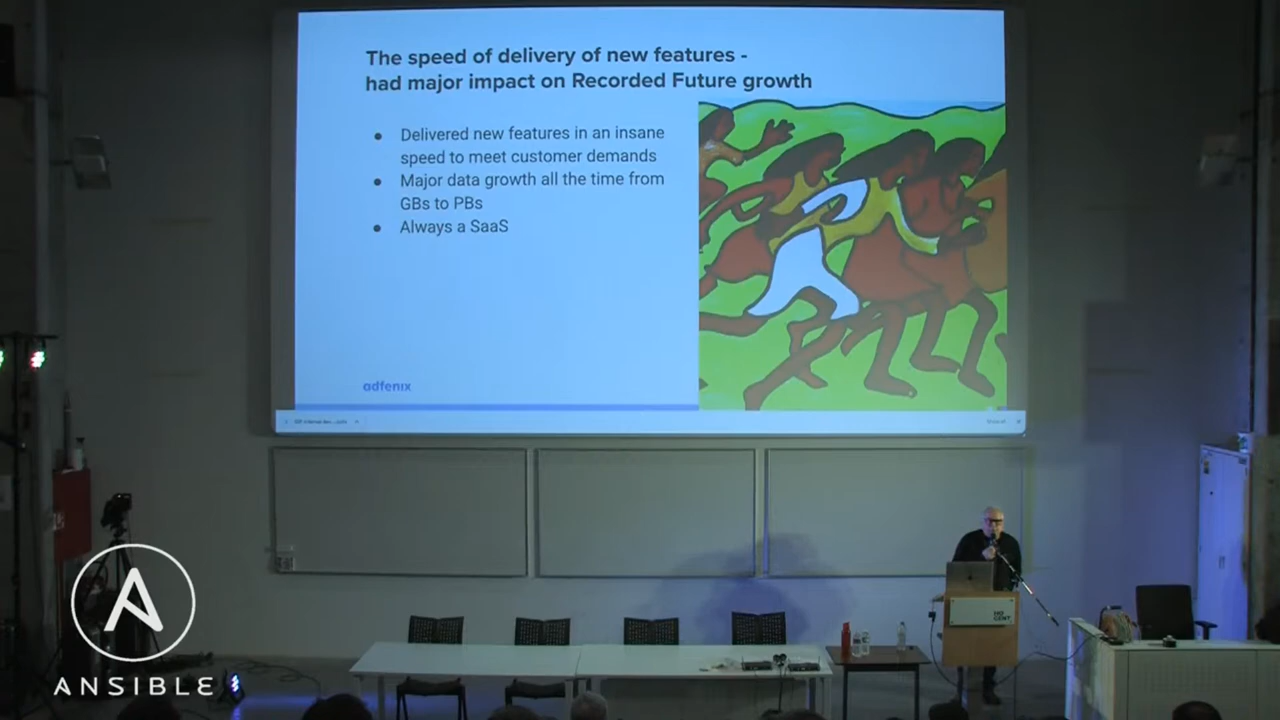 The speed of delivery of new features -
had major impact on Recorded Future growth
● Delivered new features in an insane
speed to meet customer demands
● Major data growth all the time from
GBs to PBs
● Always a SaaS
adfenix
HO
GENT
ANSIBLE